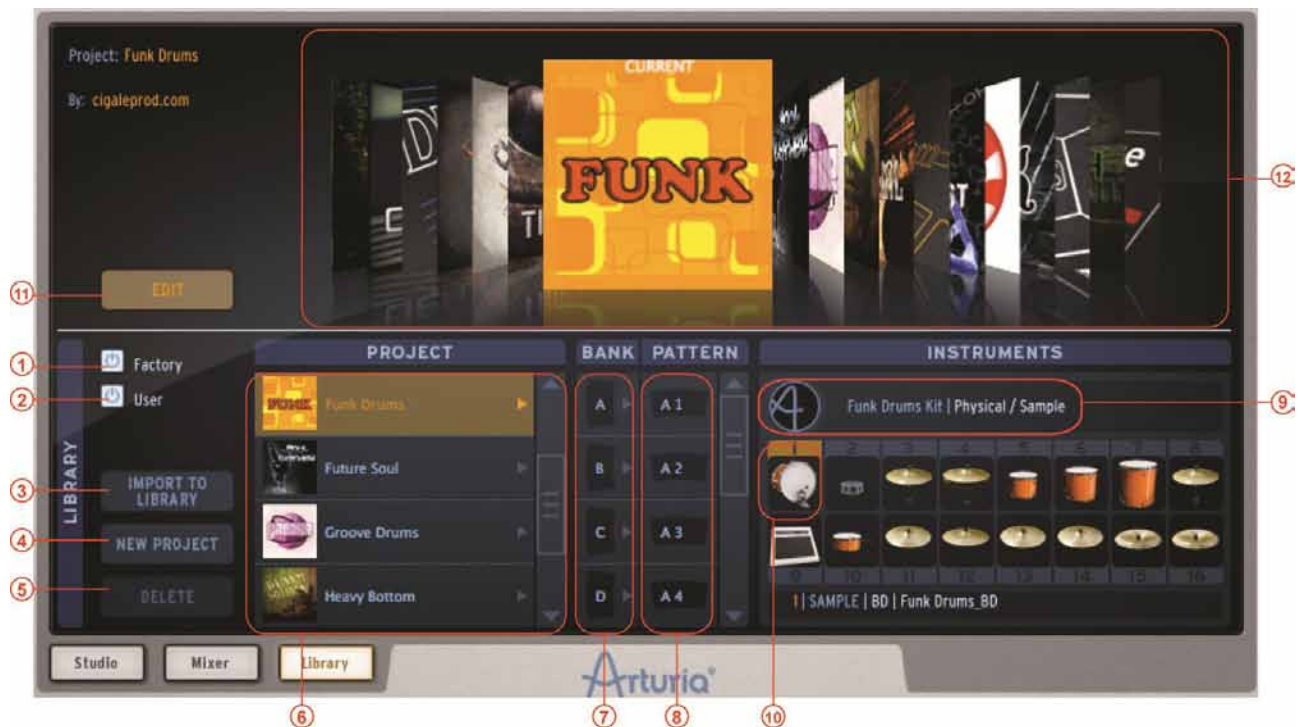 Project: Funk Drums
By: cigaleprod.com
CURRENT
FUNK
e
12
11
EDIT
LIBRARY
1
Factory
2
User
3
IMPORT TO
LIBRARY
4
NEW PROJECT
5
DELETE
PROJECT
Funk Drums
Future Soul
Groove Drums
Heavy Bottom
BANK
A
B
C
D
PATTERN
A 1
A 2
A 3
A 4
INSTRUMENTS
Funk Drums Kit | Physical / Sample
9
1 2 3 4 5 6 7 8
9 10 11 12 13 14 15 16
1 | SAMPLE | BD | Funk Drums_BD
Studio
Mixer
Library
Arturia®
6
7
8
10